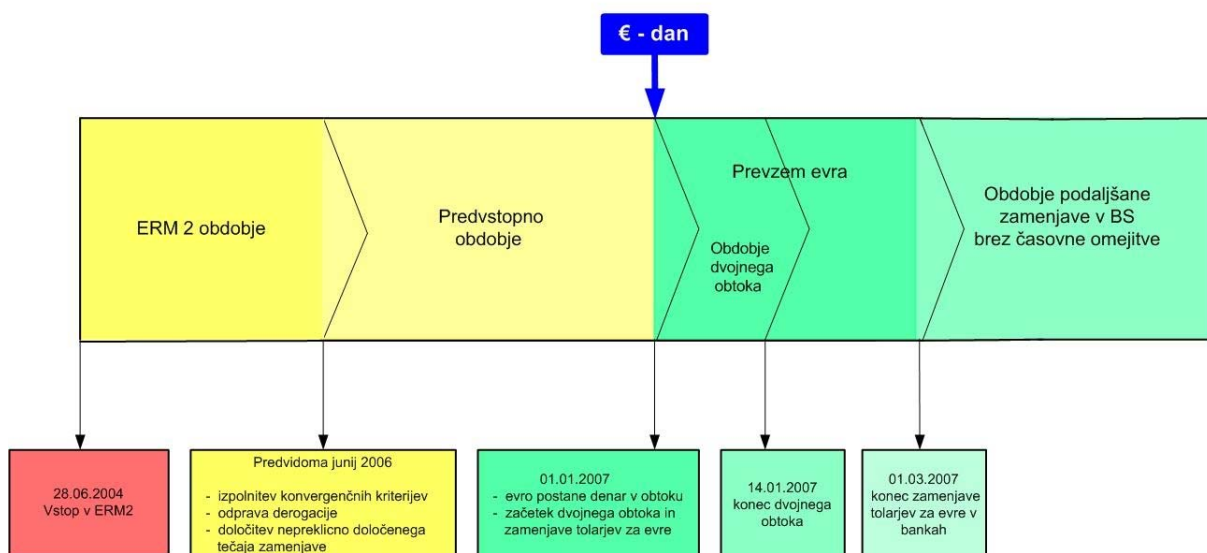 € - dan
ERM 2 obdobje
Predvstopno
obdobje
Prevzem evra
Obdobje
dvojnega
obtoka
Obdobje podaljšane
zamenjave v BS
brez časovne omejitve
28.06.2004
Vstop v ERM2
Predvidoma junij 2006
- izpolnitev konvergenčnih kriterijev
- odprava derogacije
- določitev nepreklicno določenega
tečaja zamenjave
01.01.2007
- evro postane denar v obtoku
- začetek dvojnega obtoka in
zamenjave tolarjev za evre
14.01.2007
konec dvojnega
obtoka
01.03.2007
konec zamenjave
tolarjev za evre v
bankah